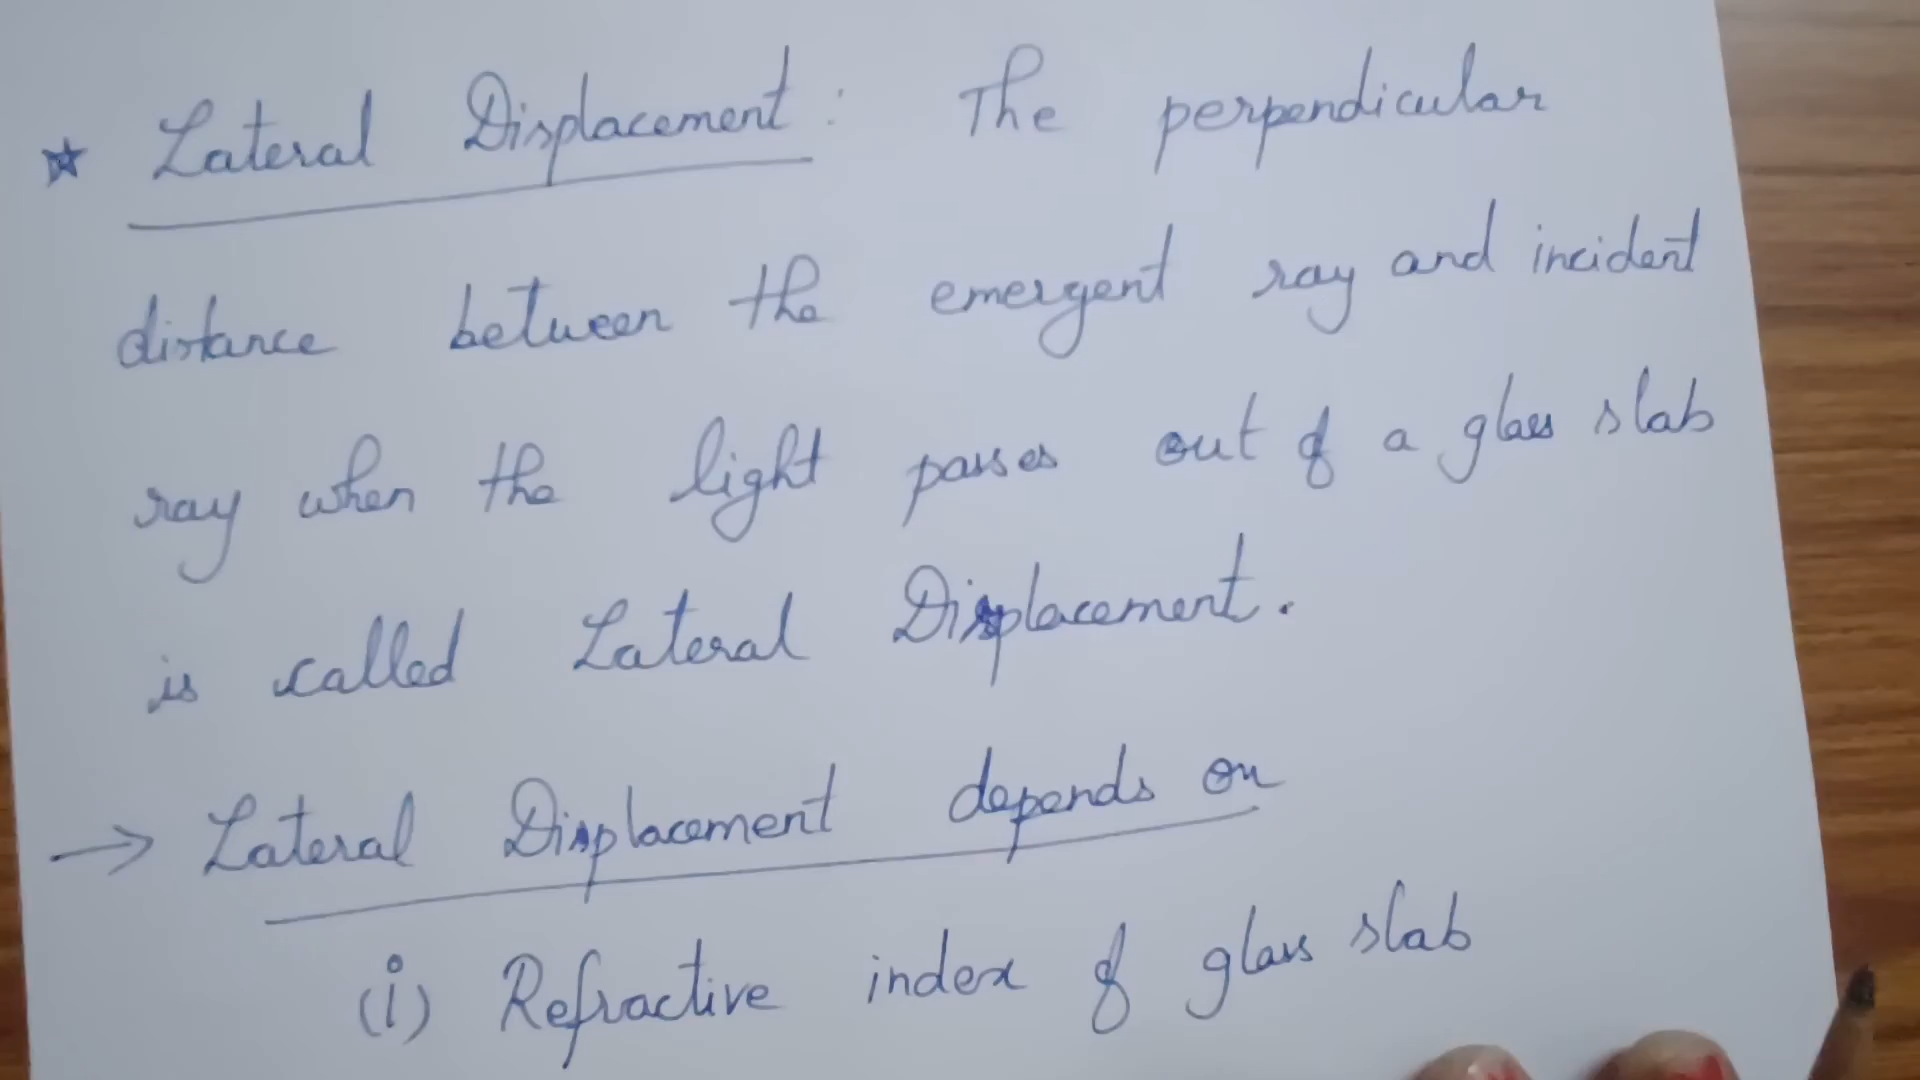 ☆ Lateral Displacement : The perpendicular
distance between the emergent ray and incident
ray when the light passes out of a glass slab
is called Lateral Displacement.
→ Lateral Displacement depends on
(i) Refractive index of glass slab